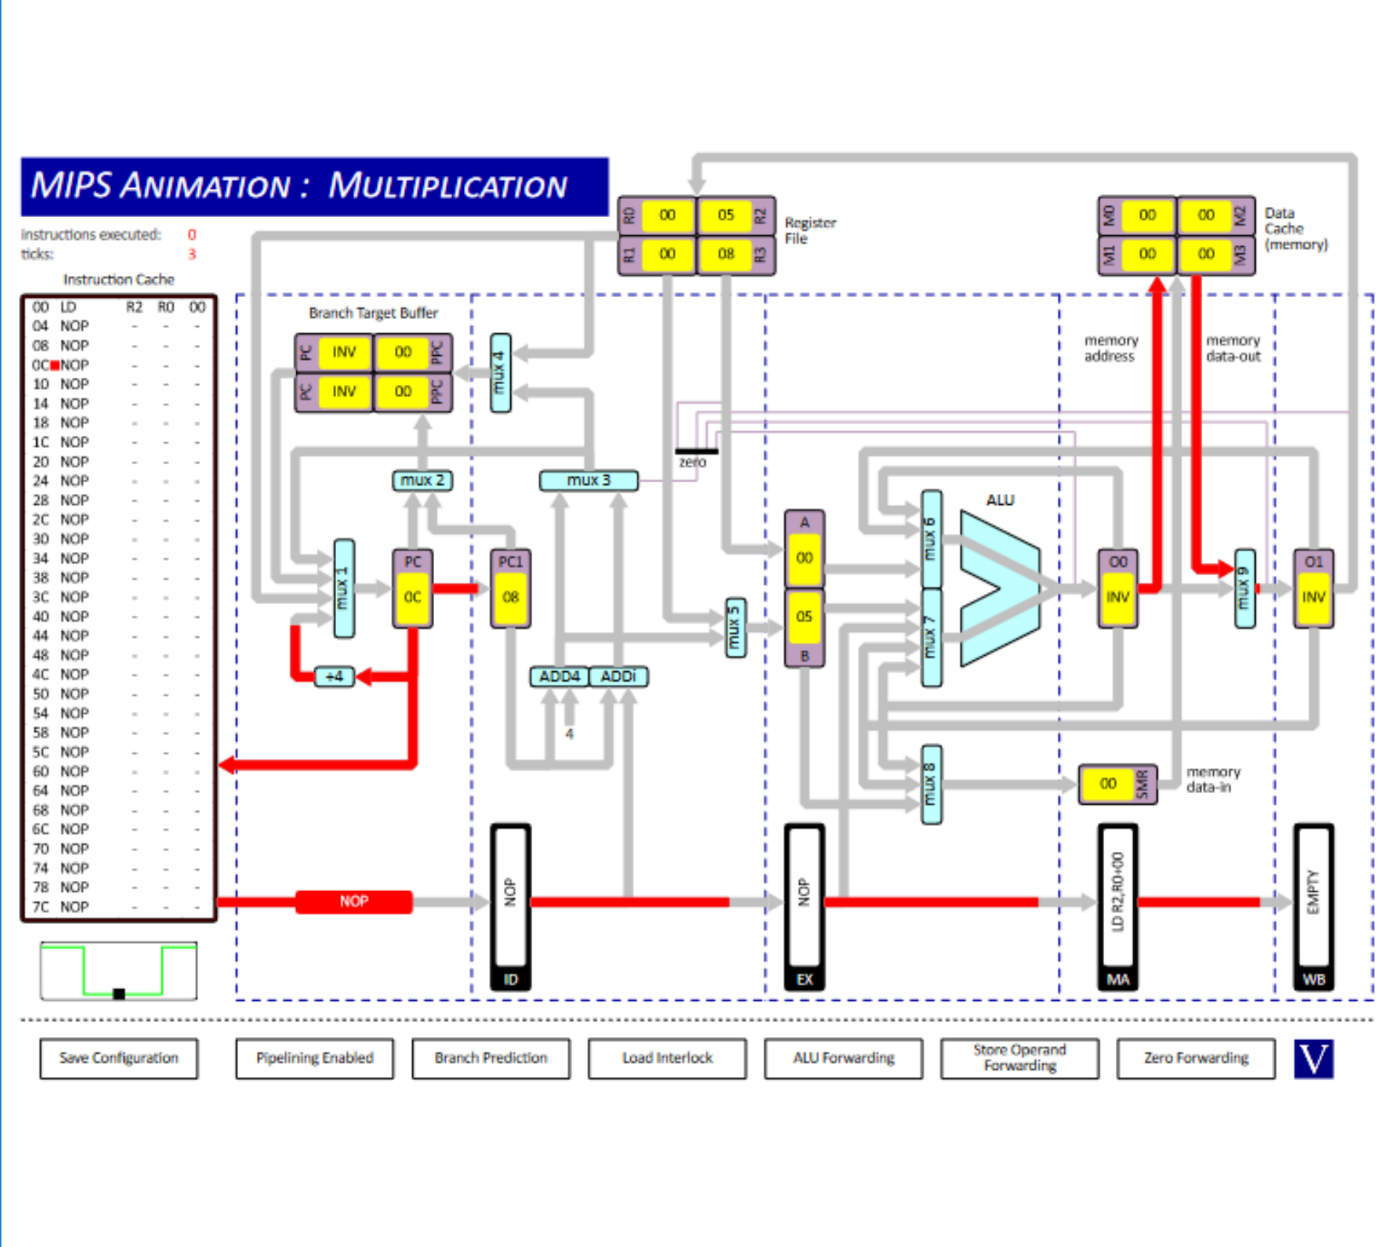 MIPS ANIMATION : MULTIPLICATION
instructions executed: 0
ticks: 3
Instruction Cache
00 LD R2 R0 00
04 NOP - - -
08 NOP - - -
0C NOP - - -
10 NOP - - -
14 NOP - - -
18 NOP - - -
1C NOP - - -
20 NOP - - -
24 NOP - - -
28 NOP - - -
2C NOP - - -
30 NOP - - -
34 NOP - - -
38 NOP - - -
3C NOP - - -
40 NOP - - -
44 NOP - - -
48 NOP - - -
4C NOP - - -
50 NOP - - -
54 NOP - - -
58 NOP - - -
5C NOP - - -
60 NOP - - -
64 NOP - - -
68 NOP - - -
6C NOP - - -
70 NOP - - -
74 NOP - - -
78 NOP - - -
7C NOP - - -
R0 00 05 R2
R1 00 08 R3
Register
File
M0 00 00 M2
M1 00 00 M3
Data
Cache
(memory)
Branch Target Buffer
PC INV 00 PPC
PC INV 00 PPC
mux 4
memory
address
memory
data-out
zero
mux 2
mux 3
mux 1
PC
0C
PC1
08
+4
ADD4
ADDi
4
mux 5
A
00
05
B
mux 6
mux 7
ALU
O0
INV
mux 9
O1
INV
mux 8
00 SMR
memory
data-in
NOP
NOP
ID
NOP
EX
LD R2,R0+00
MA
EMPTY
WB
Save Configuration
Pipelining Enabled
Branch Prediction
Load Interlock
ALU Forwarding
Store Operand
Forwarding
Zero Forwarding
V